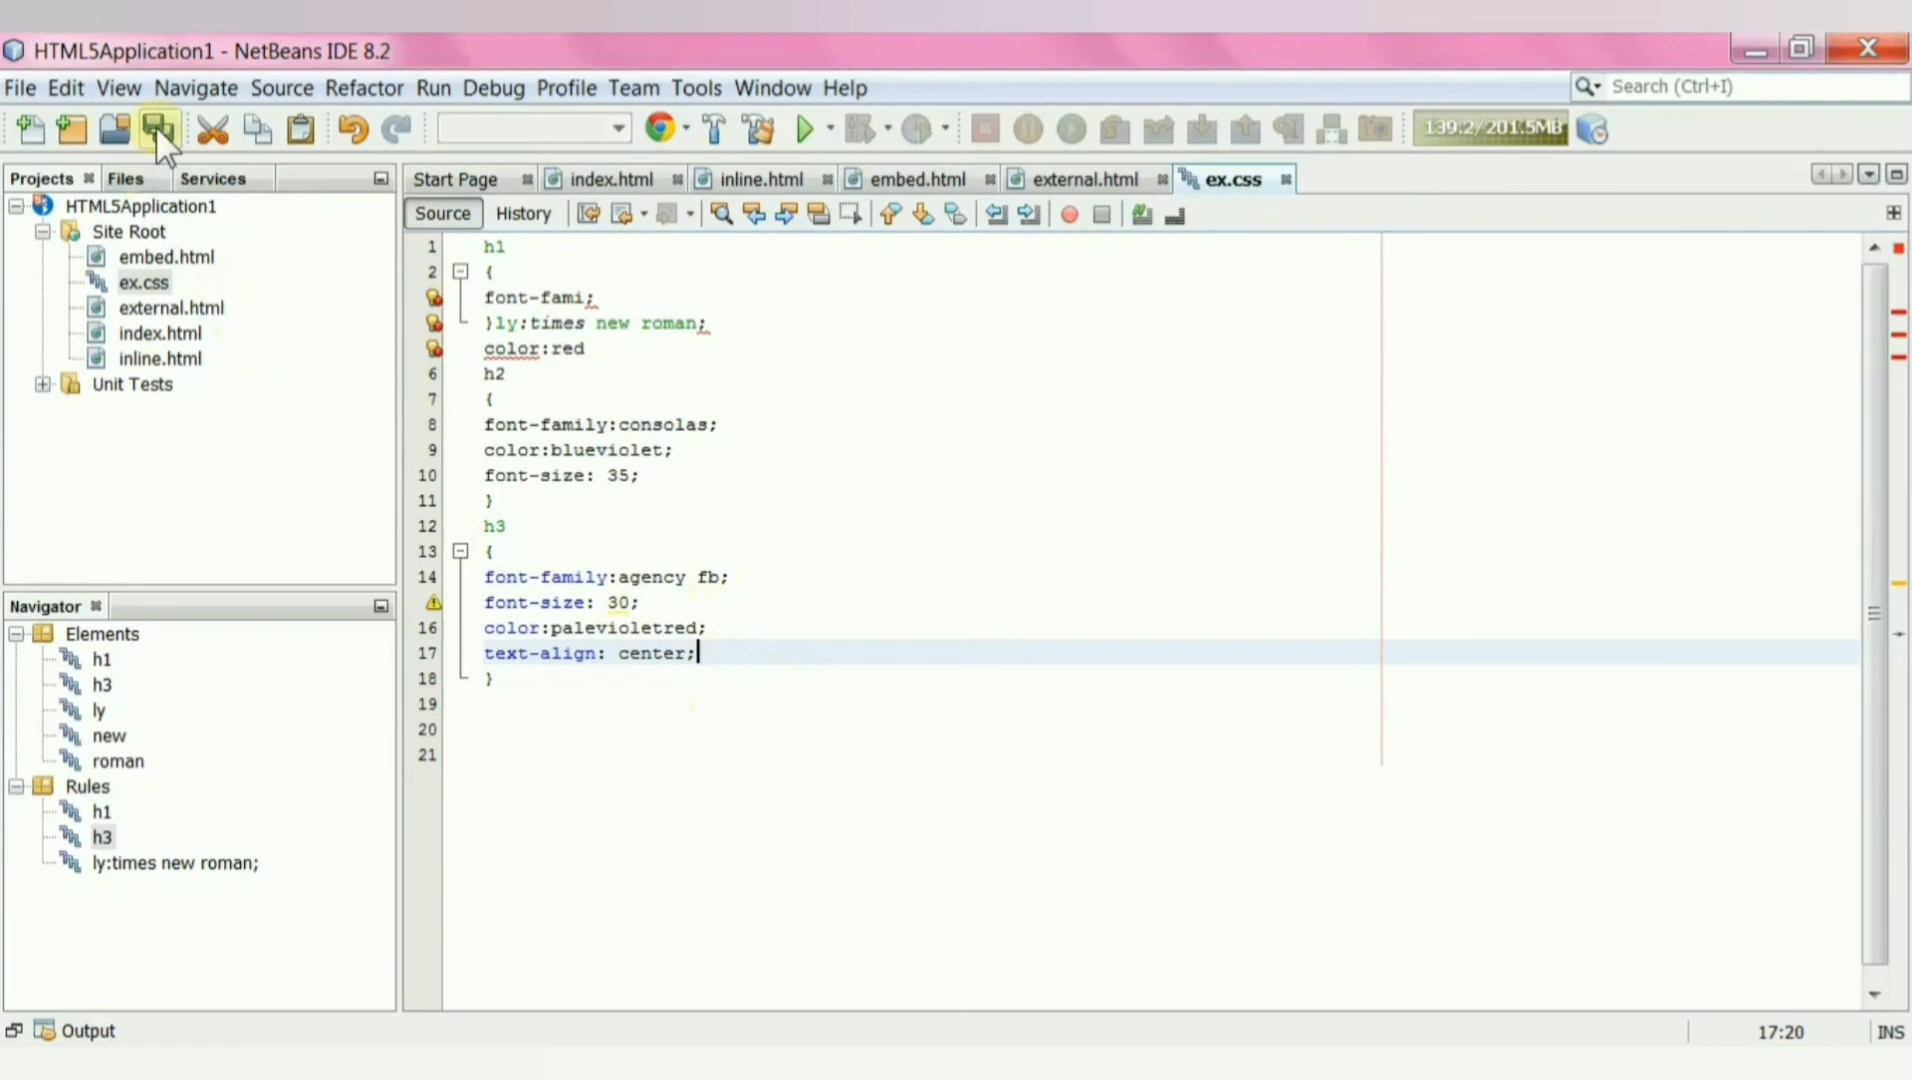 HTML5Application1 - NetBeans IDE 8.2
File Edit View Navigate Source Refactor Run Debug Profile Team Tools Window Help
Search (Ctrl+I)
139.2/201.5MB
Projects Files Services
HTML5Application1
Site Root
embed.html
ex.css
external.html
index.html
inline.html
Unit Tests
Navigator
Elements
h1
h3
ly
new
roman
Rules
h1
h3
ly:times new roman;
Start Page index.html inline.html embed.html external.html ex.css
Source History
1 h1
2 {
font-fami;
}ly:times new roman;
color:red
6 h2
7 {
8 font-family:consolas;
9 color:blueviolet;
10 font-size: 35;
11 }
12 h3
13 {
14 font-family:agency fb;
font-size: 30;
16 color:palevioletred;
17 text-align: center;
18 }
19
20
21
Output
17:20 INS